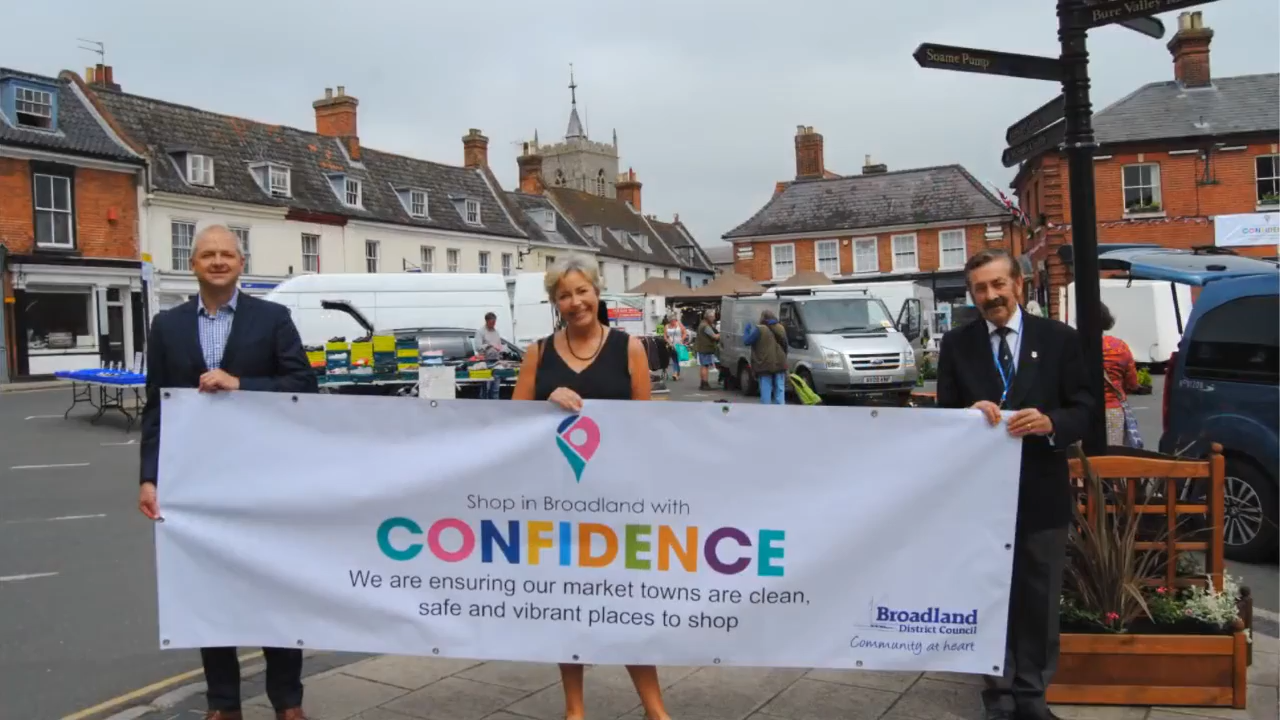 Bure Valley
Soame Pump
CONFIDENCE
Shop in Broadland with
CONFIDENCE
We are ensuring our market towns are clean,
safe and vibrant places to shop
Broadland
District Council
Community at heart